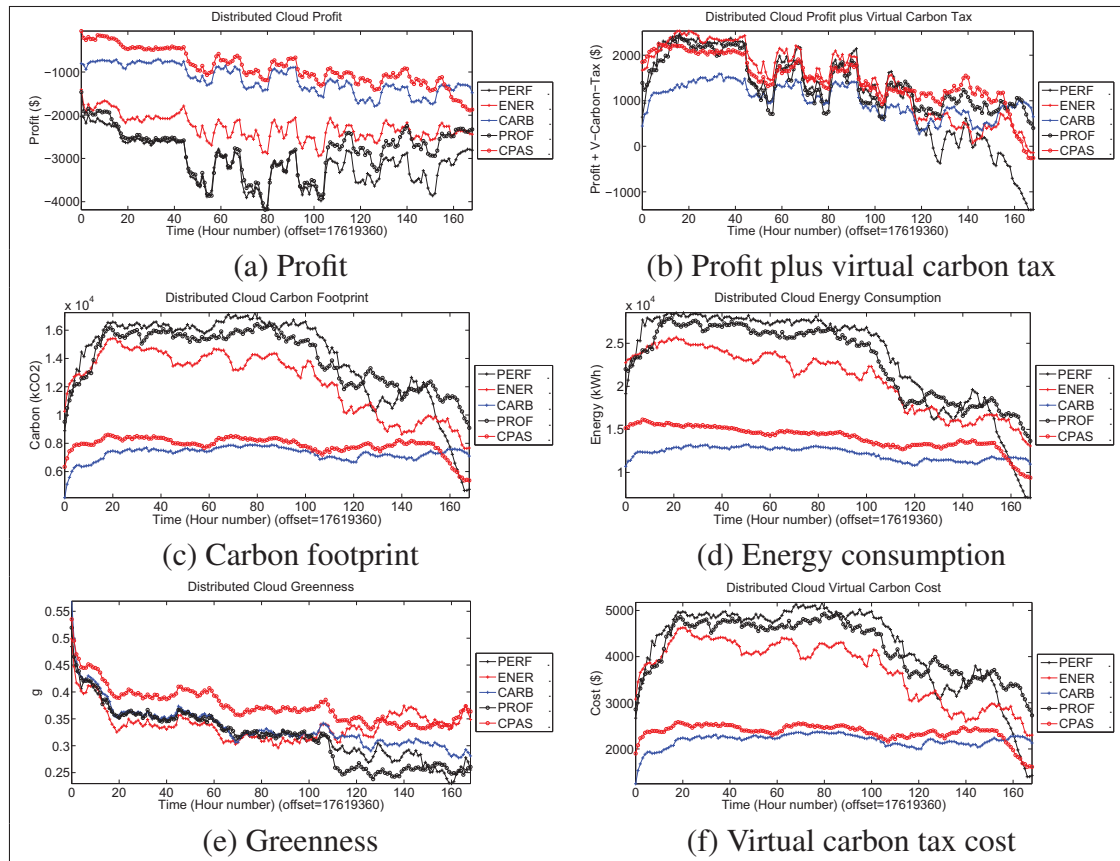 Distributed Cloud Profit
Profit ($)
−1000
−2000
−3000
−4000
0 20 40 60 80 100 120 140 160
Time (Hour number) (offset=17619360)
PERF .
ENER .
CARB .
PROF .
CPAS .
(a) Profit
Distributed Cloud Profit plus Virtual Carbon Tax
Profit + V−Carbon−Tax ($)
2000
1000
0
−1000
0 20 40 60 80 100 120 140 160
Time (Hour number) (offset=17619360)
PERF .
ENER .
CARB .
PROF .
CPAS .
(b) Profit plus virtual carbon tax
x 10⁴
Distributed Cloud Carbon Footprint
Carbon (kCO2)
1.6
1.4
1.2
1
0.8
0.6
0 20 40 60 80 100 120 140 160
Time (Hour number) (offset=17619360)
PERF .
ENER .
CARB .
PROF .
CPAS .
(c) Carbon footprint
x 10⁴
Distributed Cloud Energy Consumption
Energy (kWh)
2.5
2
1.5
1
0 20 40 60 80 100 120 140 160
Time (Hour number) (offset=17619360)
PERF .
ENER .
CARB .
PROF .
CPAS .
(d) Energy consumption
Distributed Cloud Greenness
g
0.55
0.5
0.45
0.4
0.35
0.3
0.25
0 20 40 60 80 100 120 140 160
Time (Hour number) (offset=17619360)
PERF .
ENER .
CARB .
PROF .
CPAS .
(e) Greenness
Distributed Cloud Virtual Carbon Cost
Cost ($)
5000
4000
3000
2000
0 20 40 60 80 100 120 140 160
Time (Hour number) (offset=17619360)
PERF .
ENER .
CARB .
PROF .
CPAS .
(f) Virtual carbon tax cost